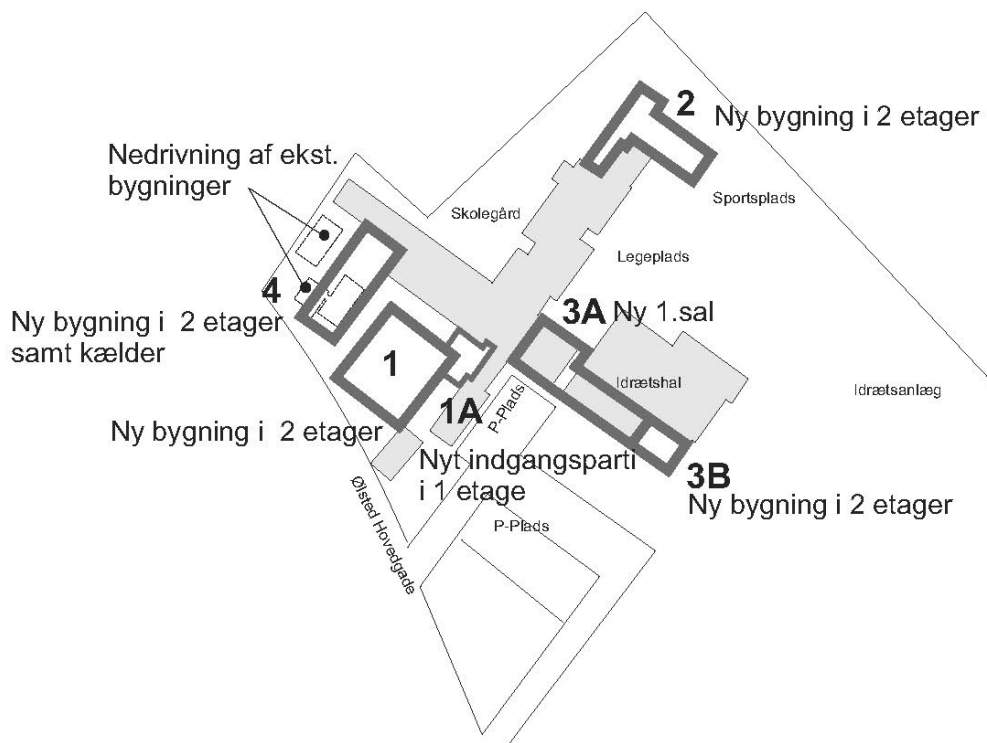 2
Ny bygning i 2 etager
Nedrivning af ekst.
bygninger
Sportsplads
Skolegård
Legeplads
4
Ny bygning i  2 etager
samt kælder
3A Ny 1.sal
1
Idrætshal
Idrætsanlæg
1A
P-Plads
Ny bygning i  2 etager
Nyt indgangsparti
i 1 etage
3B
Ny bygning i 2 etager
Ølsted Hovedgade
P-Plads